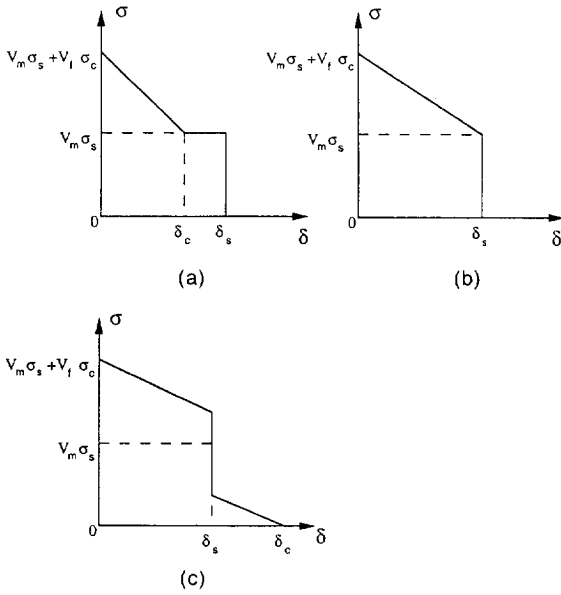 σ
V_m σ_s + V_f σ_c
V_m σ_s
0
δ_c
δ_s
δ
(a)
σ
V_m σ_s + V_f σ_c
V_m σ_s
0
δ_s
δ
(b)
σ
V_m σ_s + V_f σ_c
V_m σ_s
0
δ_s
δ_c
δ
(c)